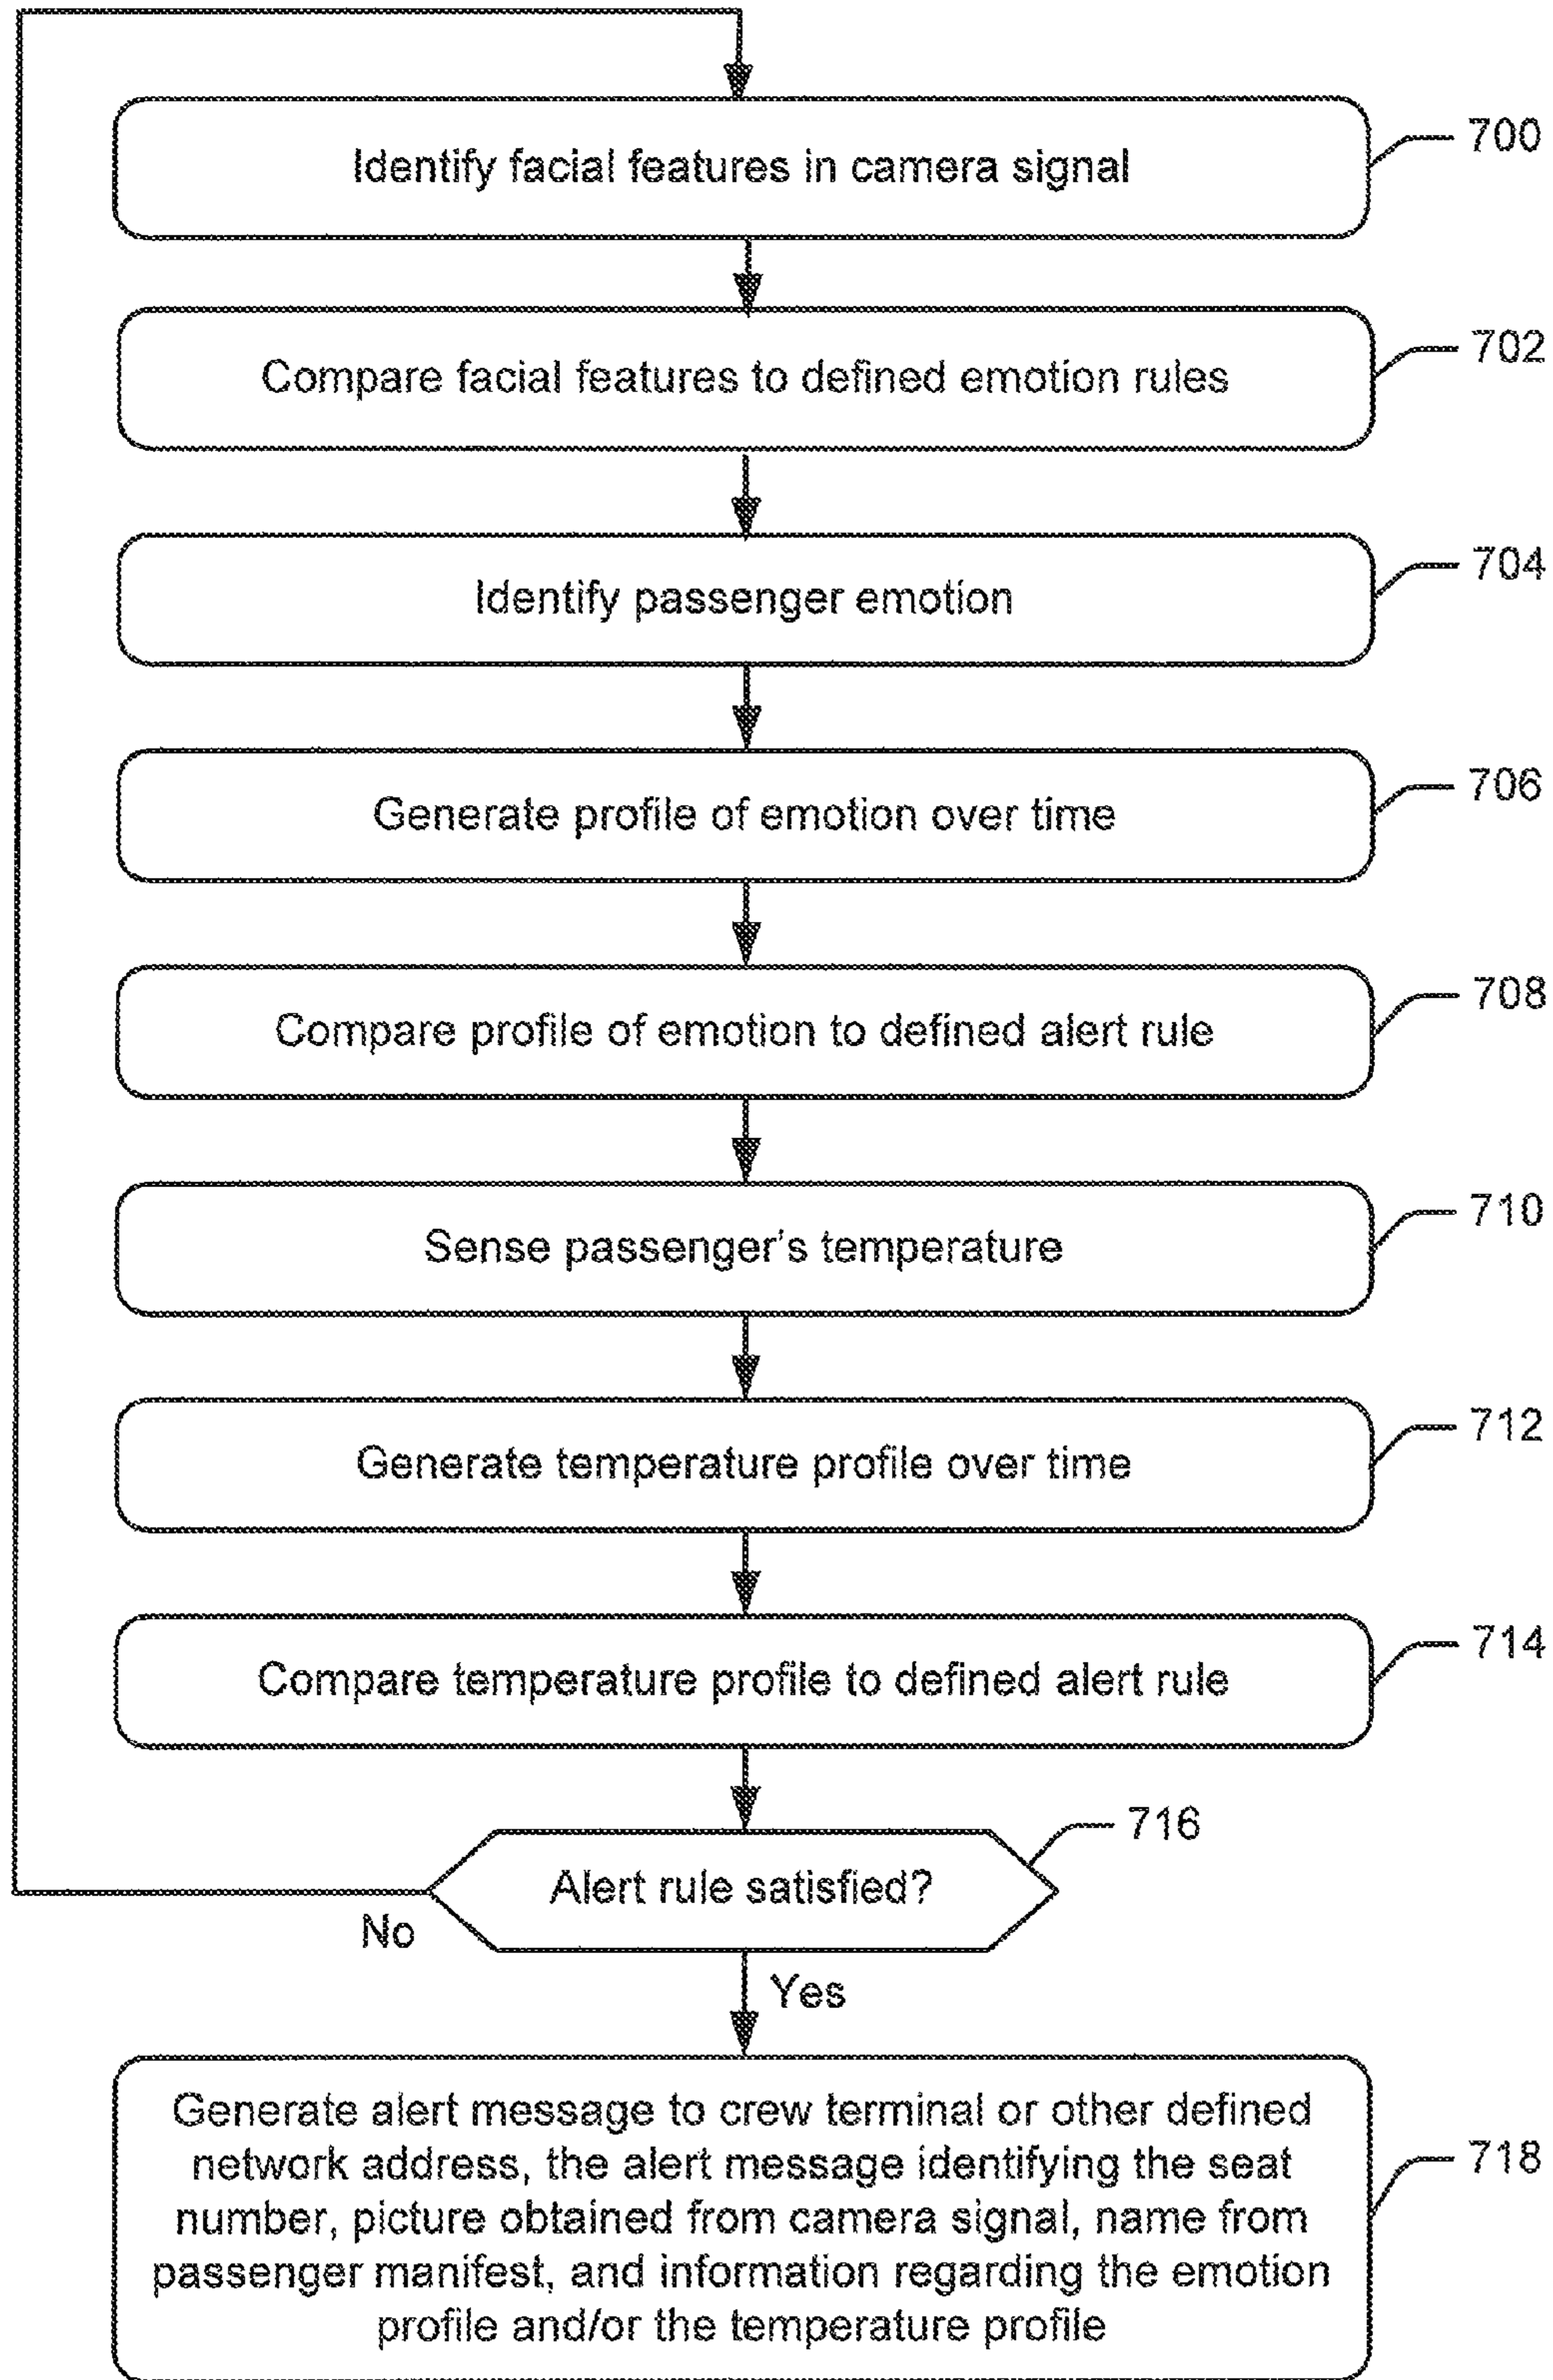 Identify facial features in camera signal
700
Compare facial features to defined emotion rules
702
Identify passenger emotion
704
Generate profile of emotion over time
706
Compare profile of emotion to defined alert rule
708
Sense passenger's temperature
710
Generate temperature profile over time
712
Compare temperature profile to defined alert rule
714
Alert rule satisfied?
716
No
Yes
Generate alert message to crew terminal or other defined
network address, the alert message identifying the seat
number, picture obtained from camera signal, name from
passenger manifest, and information regarding the emotion
profile and/or the temperature profile
718